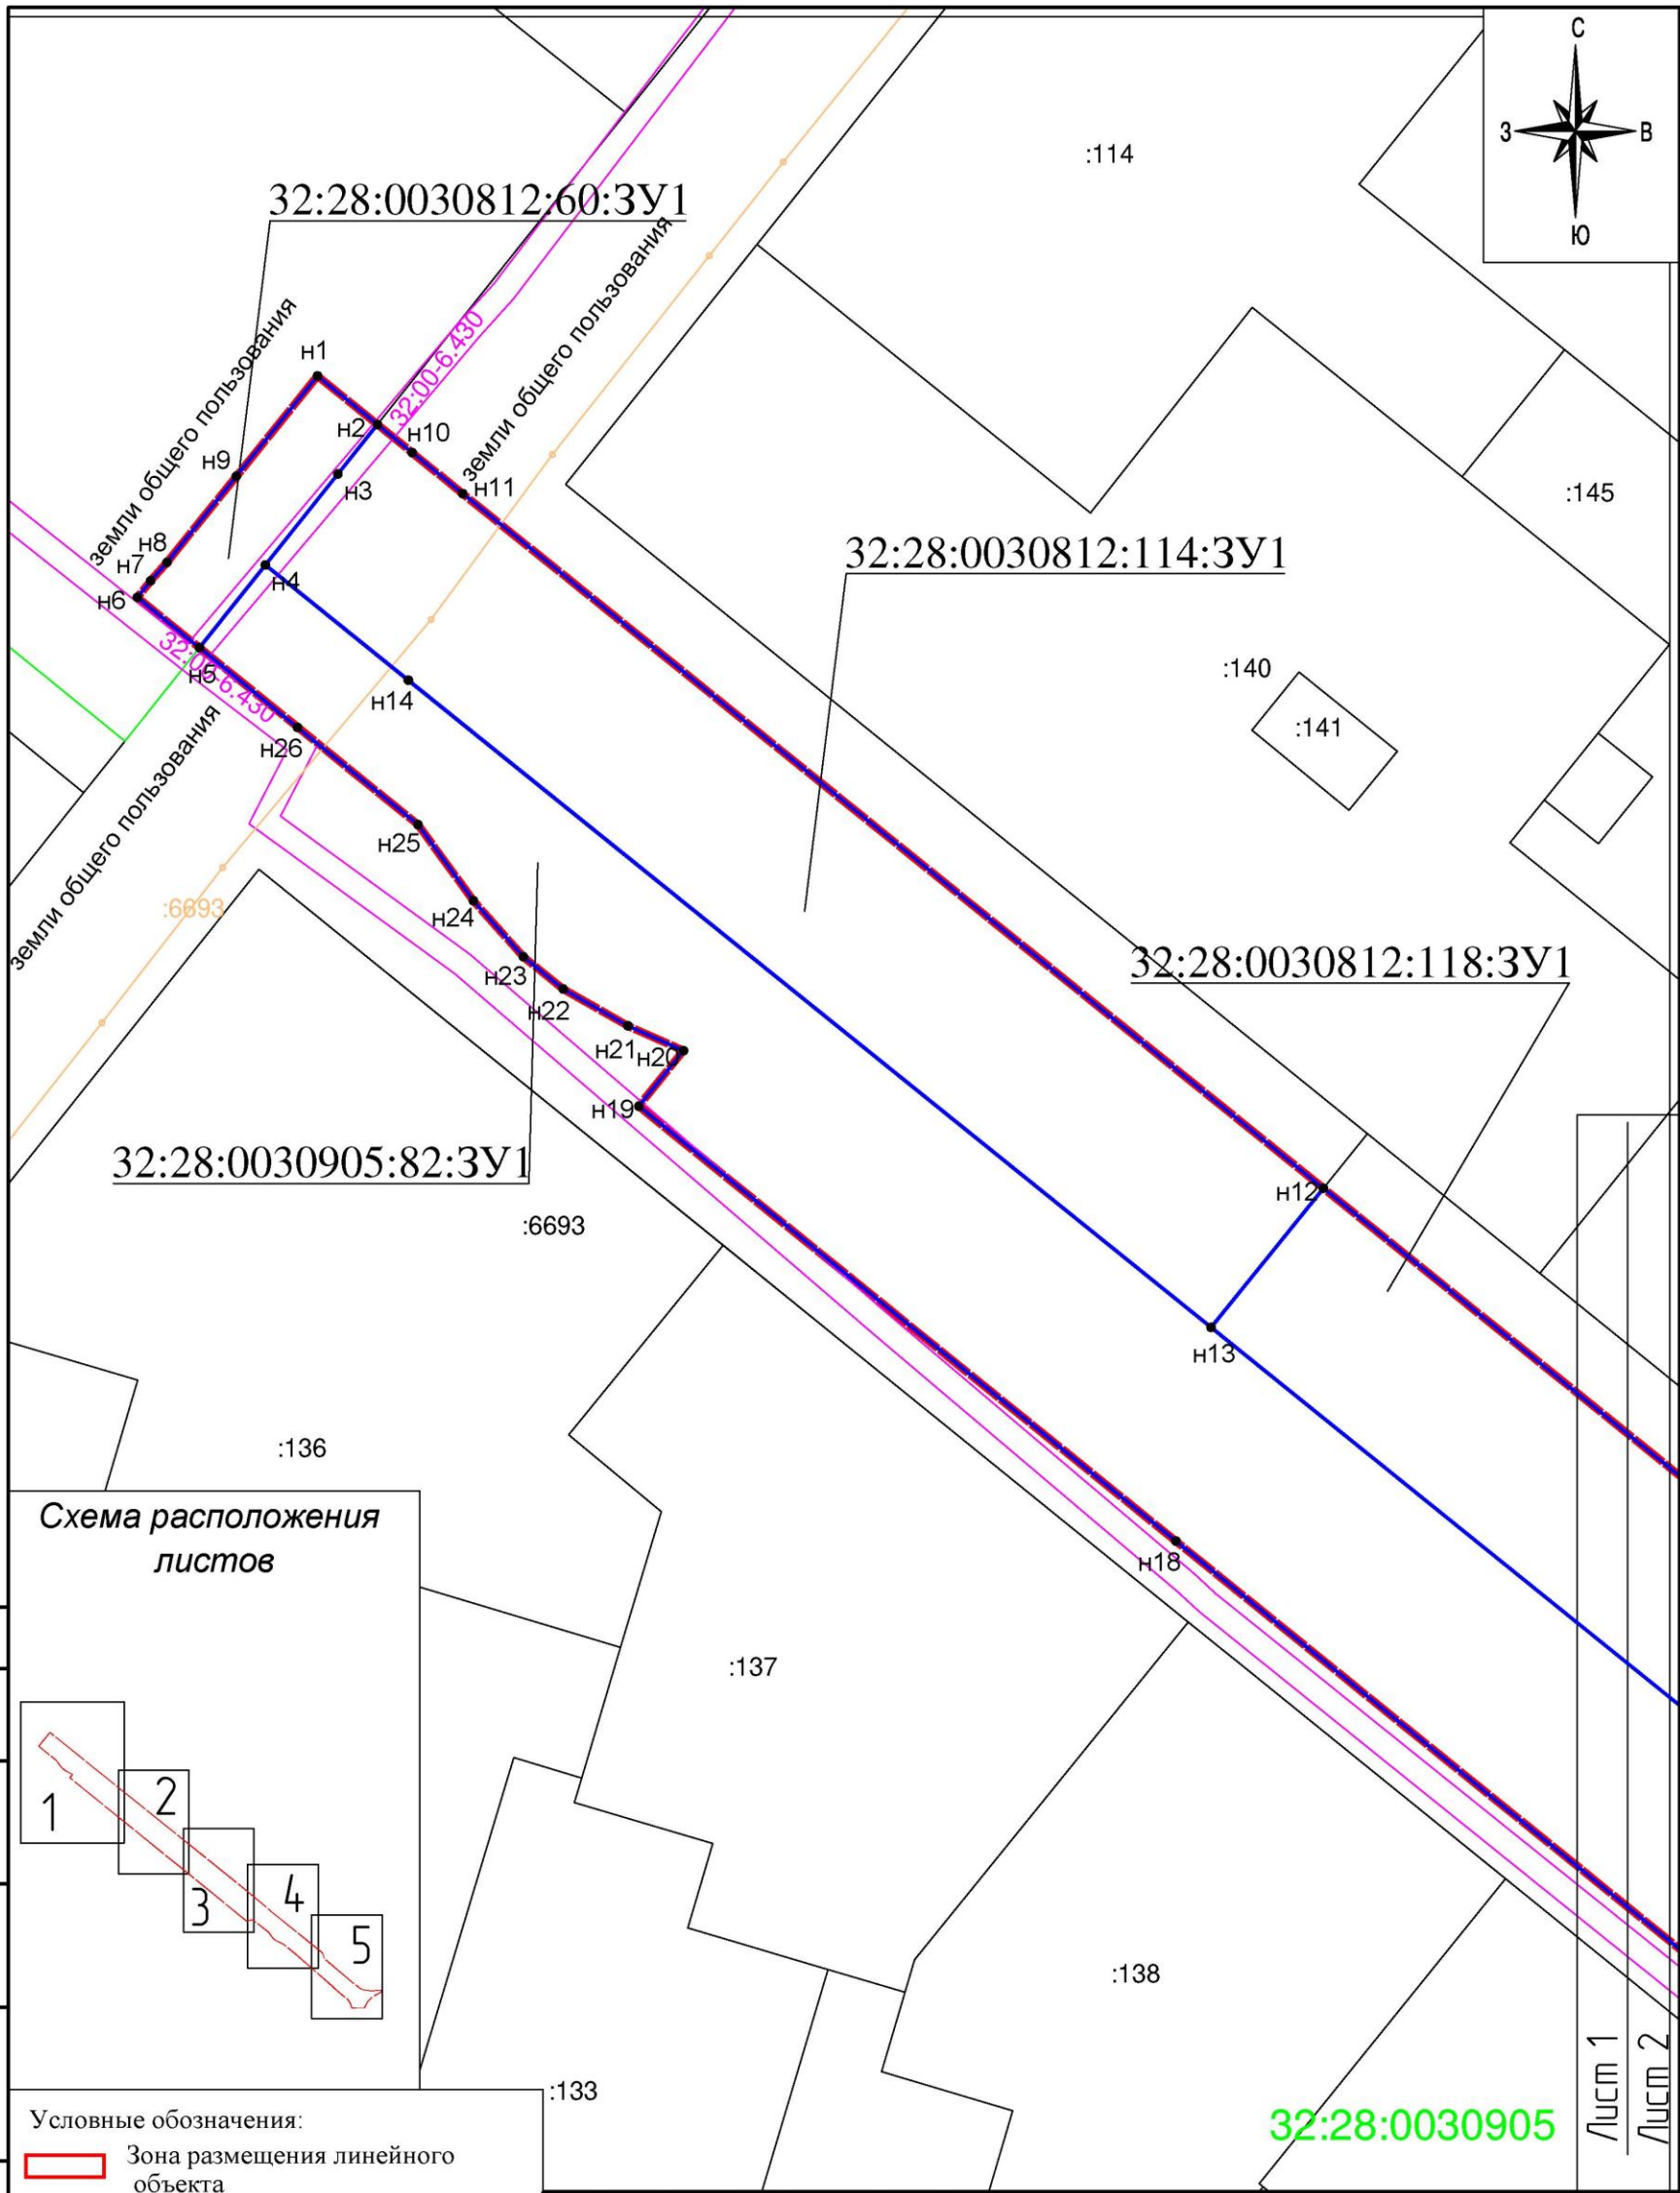 С
З
В
Ю
:114
32:28:0030812:60:ЗУ1
земли общего пользования
земли общего пользования
32:00-6.430
н1
н2
н10
н9
н3
н11
:145
н8
32:28:0030812:114:ЗУ1
н7
н4
н6
32:00-6.430
н5
:140
н14
:141
н26
земли общего пользования
н25
:6693
н24
32:28:0030812:118:ЗУ1
н23
н22
н21
н20
н19
32:28:0030905:82:ЗУ1
н12
:6693
н13
:136
Схема расположения
листов
н18
:137
1
2
3
4
5
:138
:133
32:28:0030905
Лист 1
Лист 2
Условные обозначения:
Зона размещения линейного
объекта